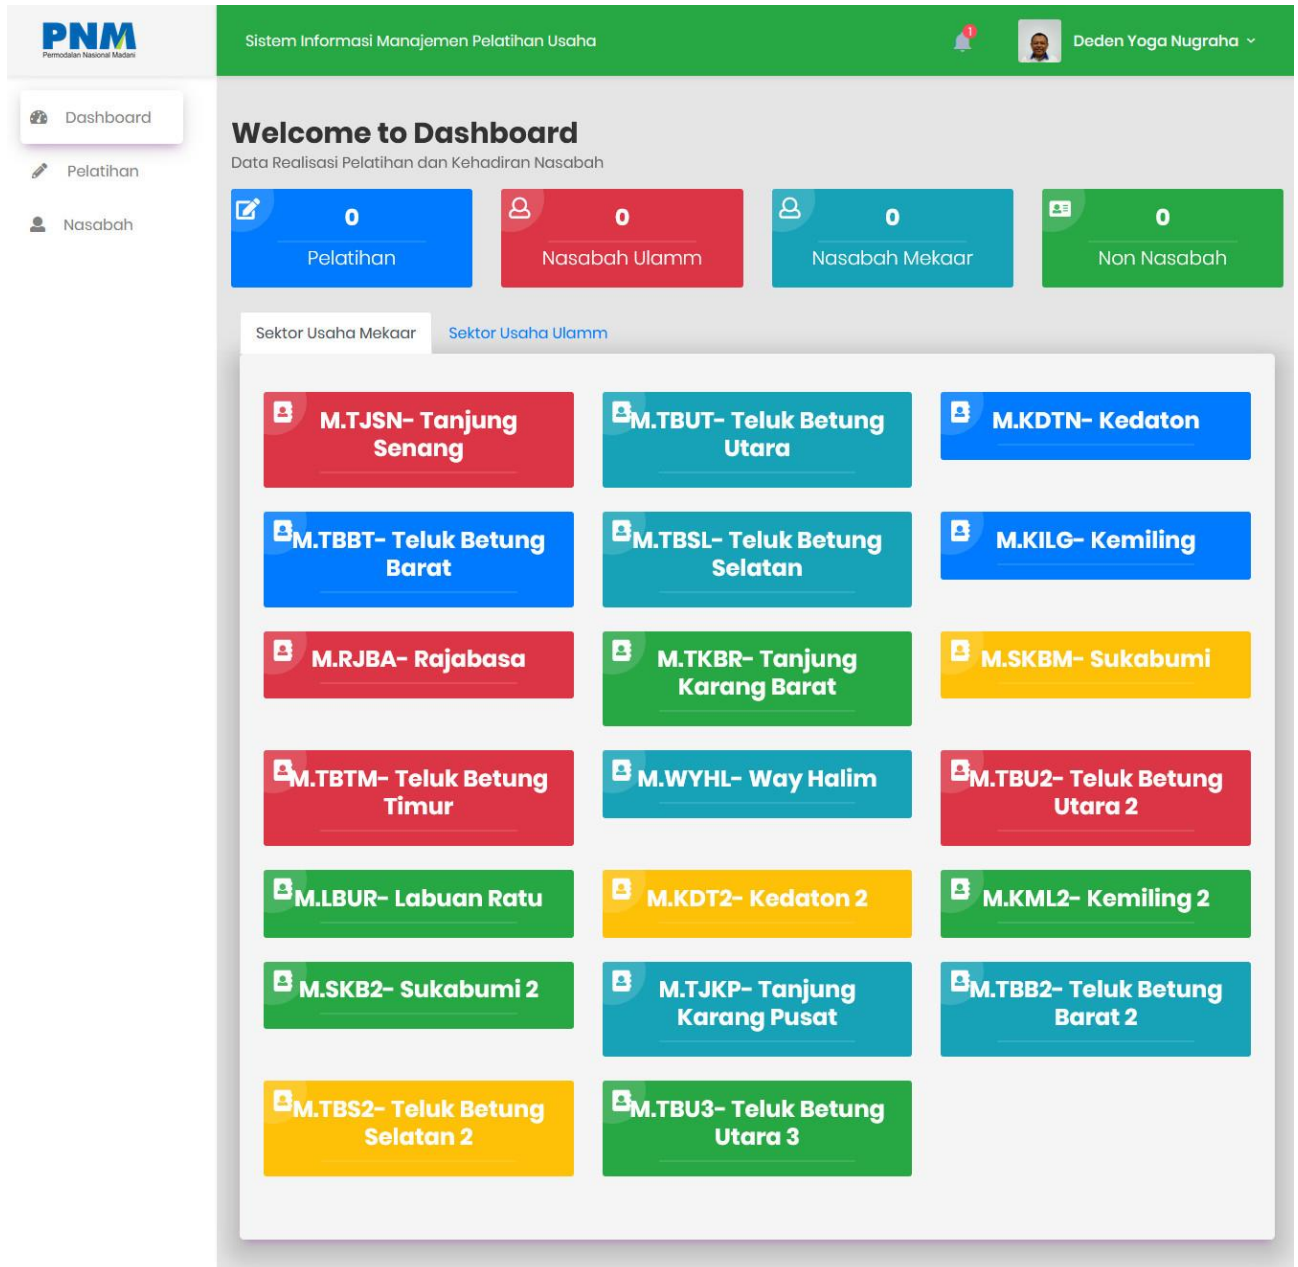 PNM
Permodalan Nasional Madani
Sistem Informasi Manajemen Pelatihan Usaha
1
Deden Yoga Nugraha
Dashboard
Pelatihan
Nasabah
Welcome to Dashboard
Data Realisasi Pelatihan dan Kehadiran Nasabah
0
Pelatihan
0
Nasabah Ulamm
0
Nasabah Mekaar
0
Non Nasabah
Sektor Usaha Mekaar
Sektor Usaha Ulamm
M.TJSN- Tanjung
Senang
M.TBUT- Teluk Betung
Utara
M.KDTN- Kedaton
M.TBBT- Teluk Betung
Barat
M.TBSL- Teluk Betung
Selatan
M.KILG- Kemiling
M.RJBA- Rajabasa
M.TKBR- Tanjung
Karang Barat
M.SKBM- Sukabumi
M.TBTM- Teluk Betung
Timur
M.WYHL- Way Halim
M.TBU2- Teluk Betung
Utara 2
M.LBUR- Labuan Ratu
M.KDT2- Kedaton 2
M.KML2- Kemiling 2
M.SKB2- Sukabumi 2
M.TJKP- Tanjung
Karang Pusat
M.TBB2- Teluk Betung
Barat 2
M.TBS2- Teluk Betung
Selatan 2
M.TBU3- Teluk Betung
Utara 3